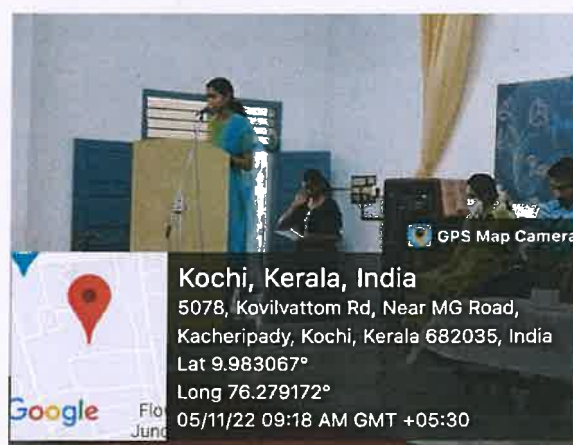 GPS Map Camera
Kochi, Kerala, India
5078, Kovilvattom Rd, Near MG Road,
Kacheripady, Kochi, Kerala 682035, India
Lat 9.983067°
Long 76.279172°
05/11/22 09:18 AM GMT +05:30
Google